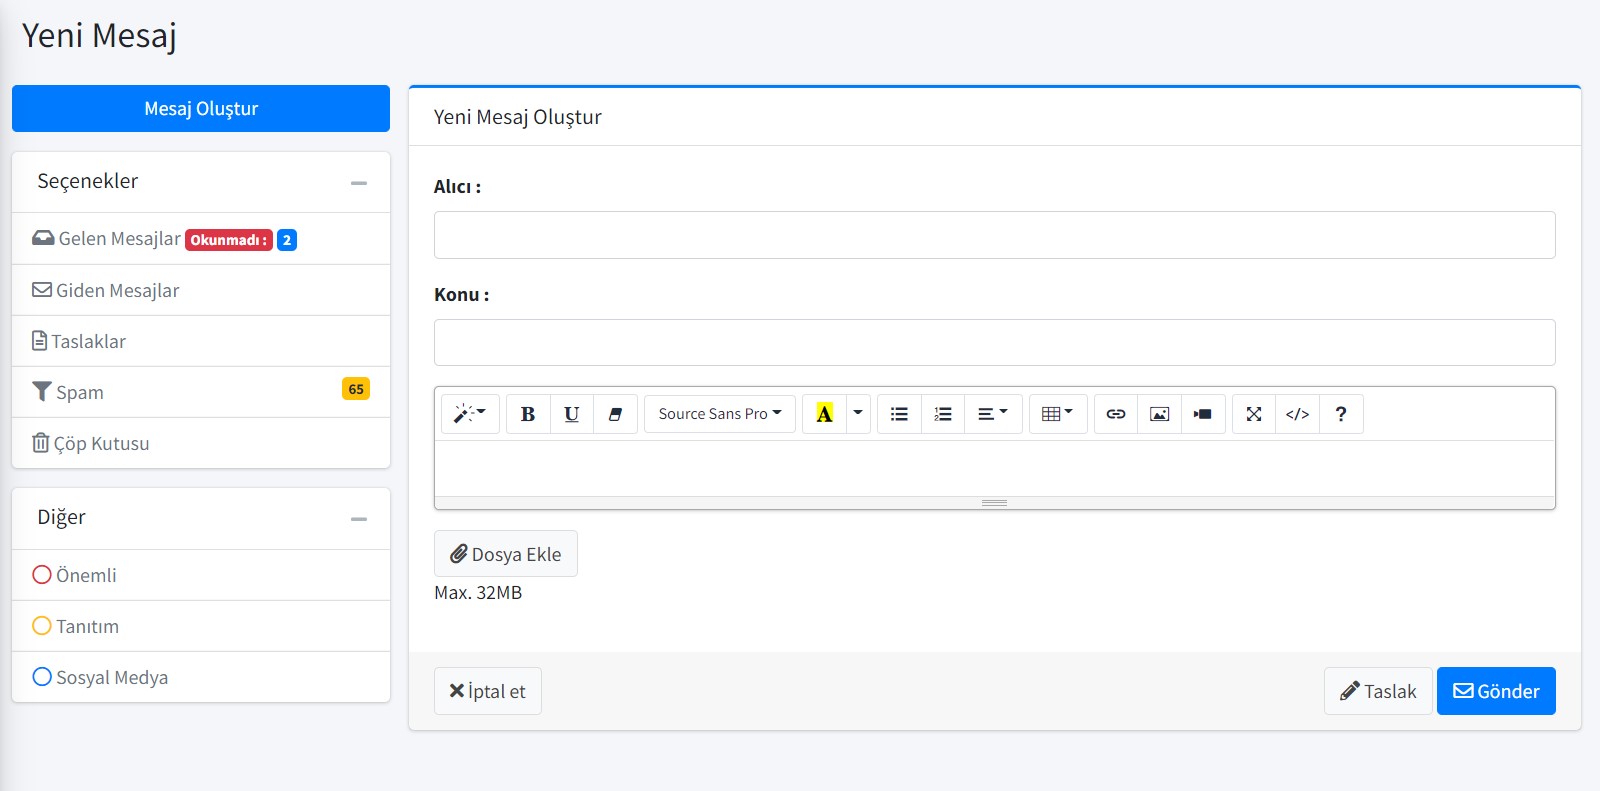 Yeni Mesaj
Mesaj Oluştur
Seçenekler
Gelen Mesajlar Okunmadı : 2
Giden Mesajlar
Taslaklar
Spam 65
Çöp Kutusu
Diğer
Önemli
Tanıtım
Sosyal Medya
Yeni Mesaj Oluştur
Alıcı :
Konu :
B U Source Sans Pro A </> ?
Dosya Ekle
Max. 32MB
İptal et Taslak Gönder